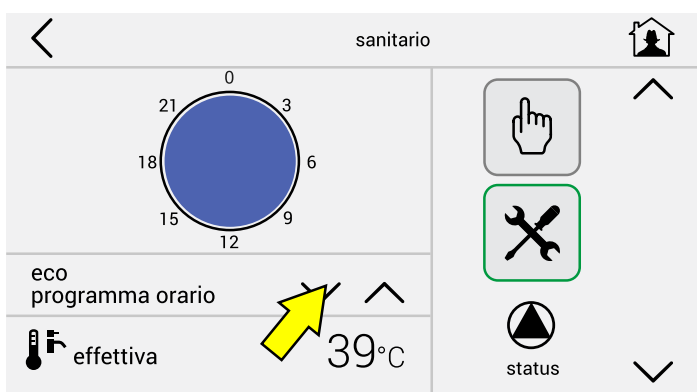 sanitario
0
21
3
18
6
15
9
12
eco
programma orario
effettiva
39°C
status